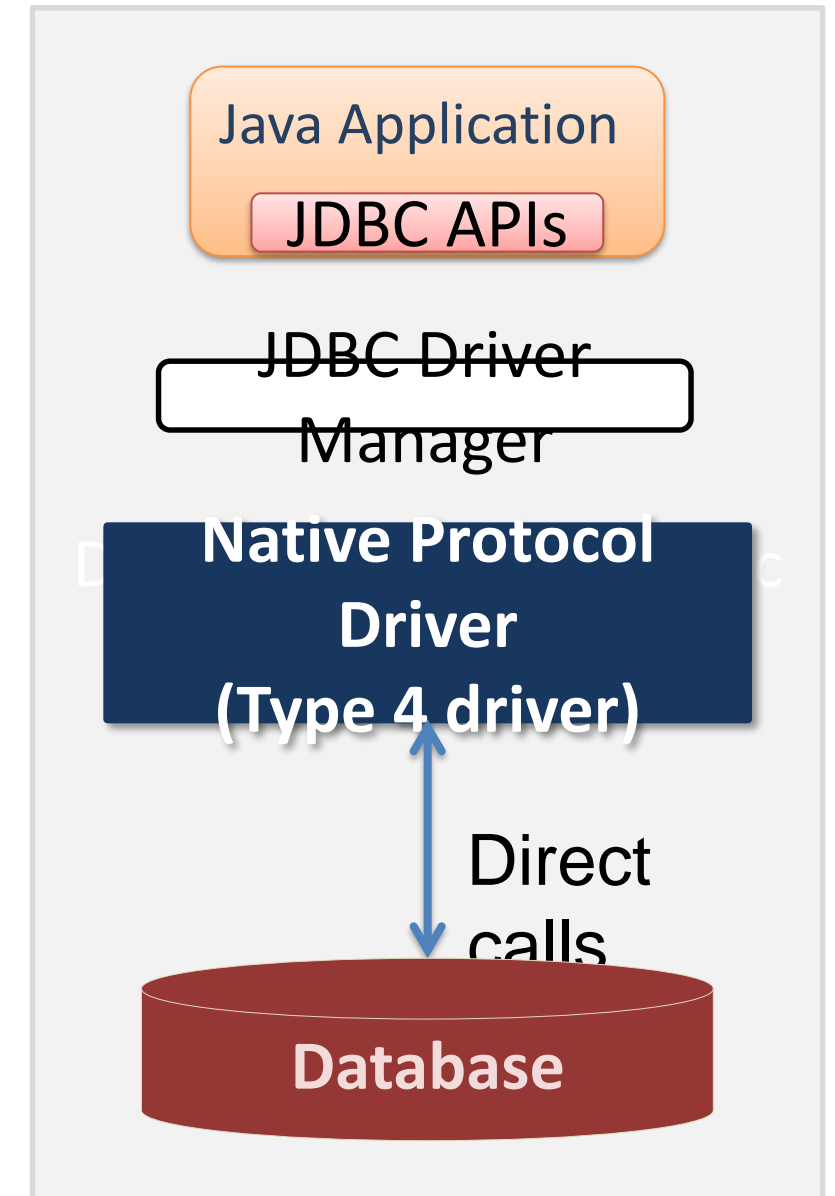 Java Application
JDBC APIs
JDBC Driver
Manager
Native Protocol
Driver
(Type 4 driver)
Direct
calls
Database